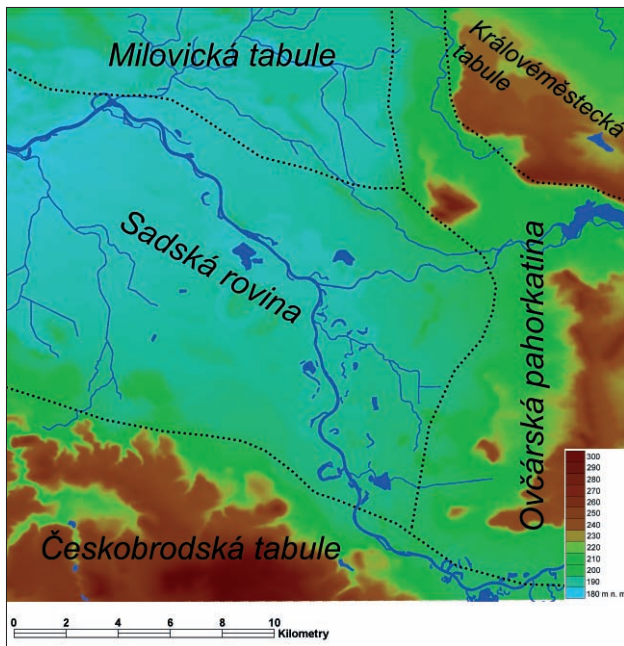 Milovická tabule
Královéměstecká
tabule
Sadská rovina
Ovčárská pahorkatina
Českobrodská tabule
300
290
280
270
260
250
240
230
220
210
200
190
180 m n. m
0 2 4 6 8 10
Kilometry